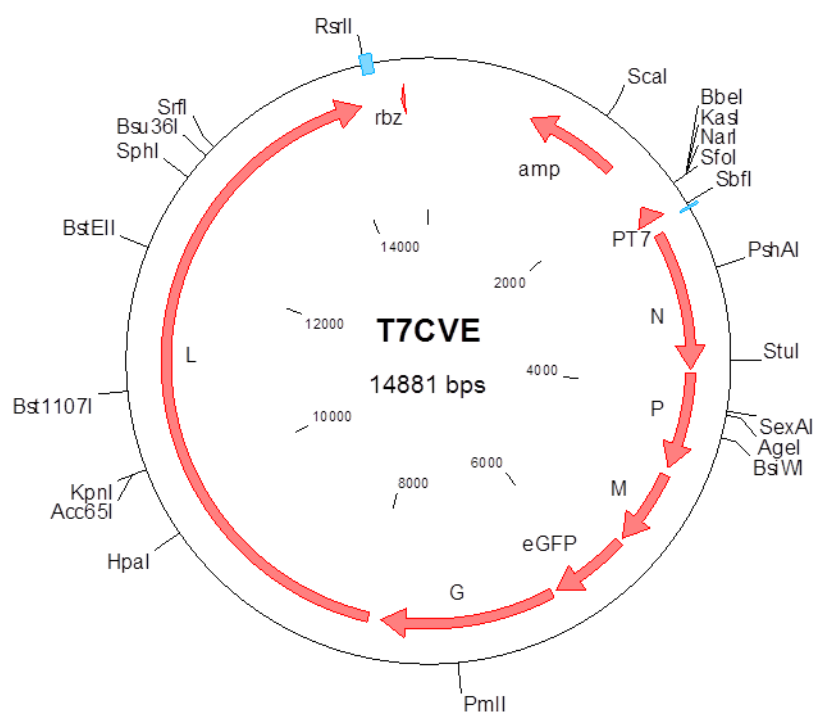 RsrII
ScaI
BbeI
KasI
NarI
SfoI
SbfI
SrfI
Bsu36I
SphI
rbz
amp
BstEII
PT7
PshAI
14000
2000
12000
T7CVE
N
StuI
L
14881 bps
4000
Bst1107I
P
SexAI
AgeI
BsiWI
10000
6000
8000
M
KpnI
Acc65I
HpaI
eGFP
G
PmlI